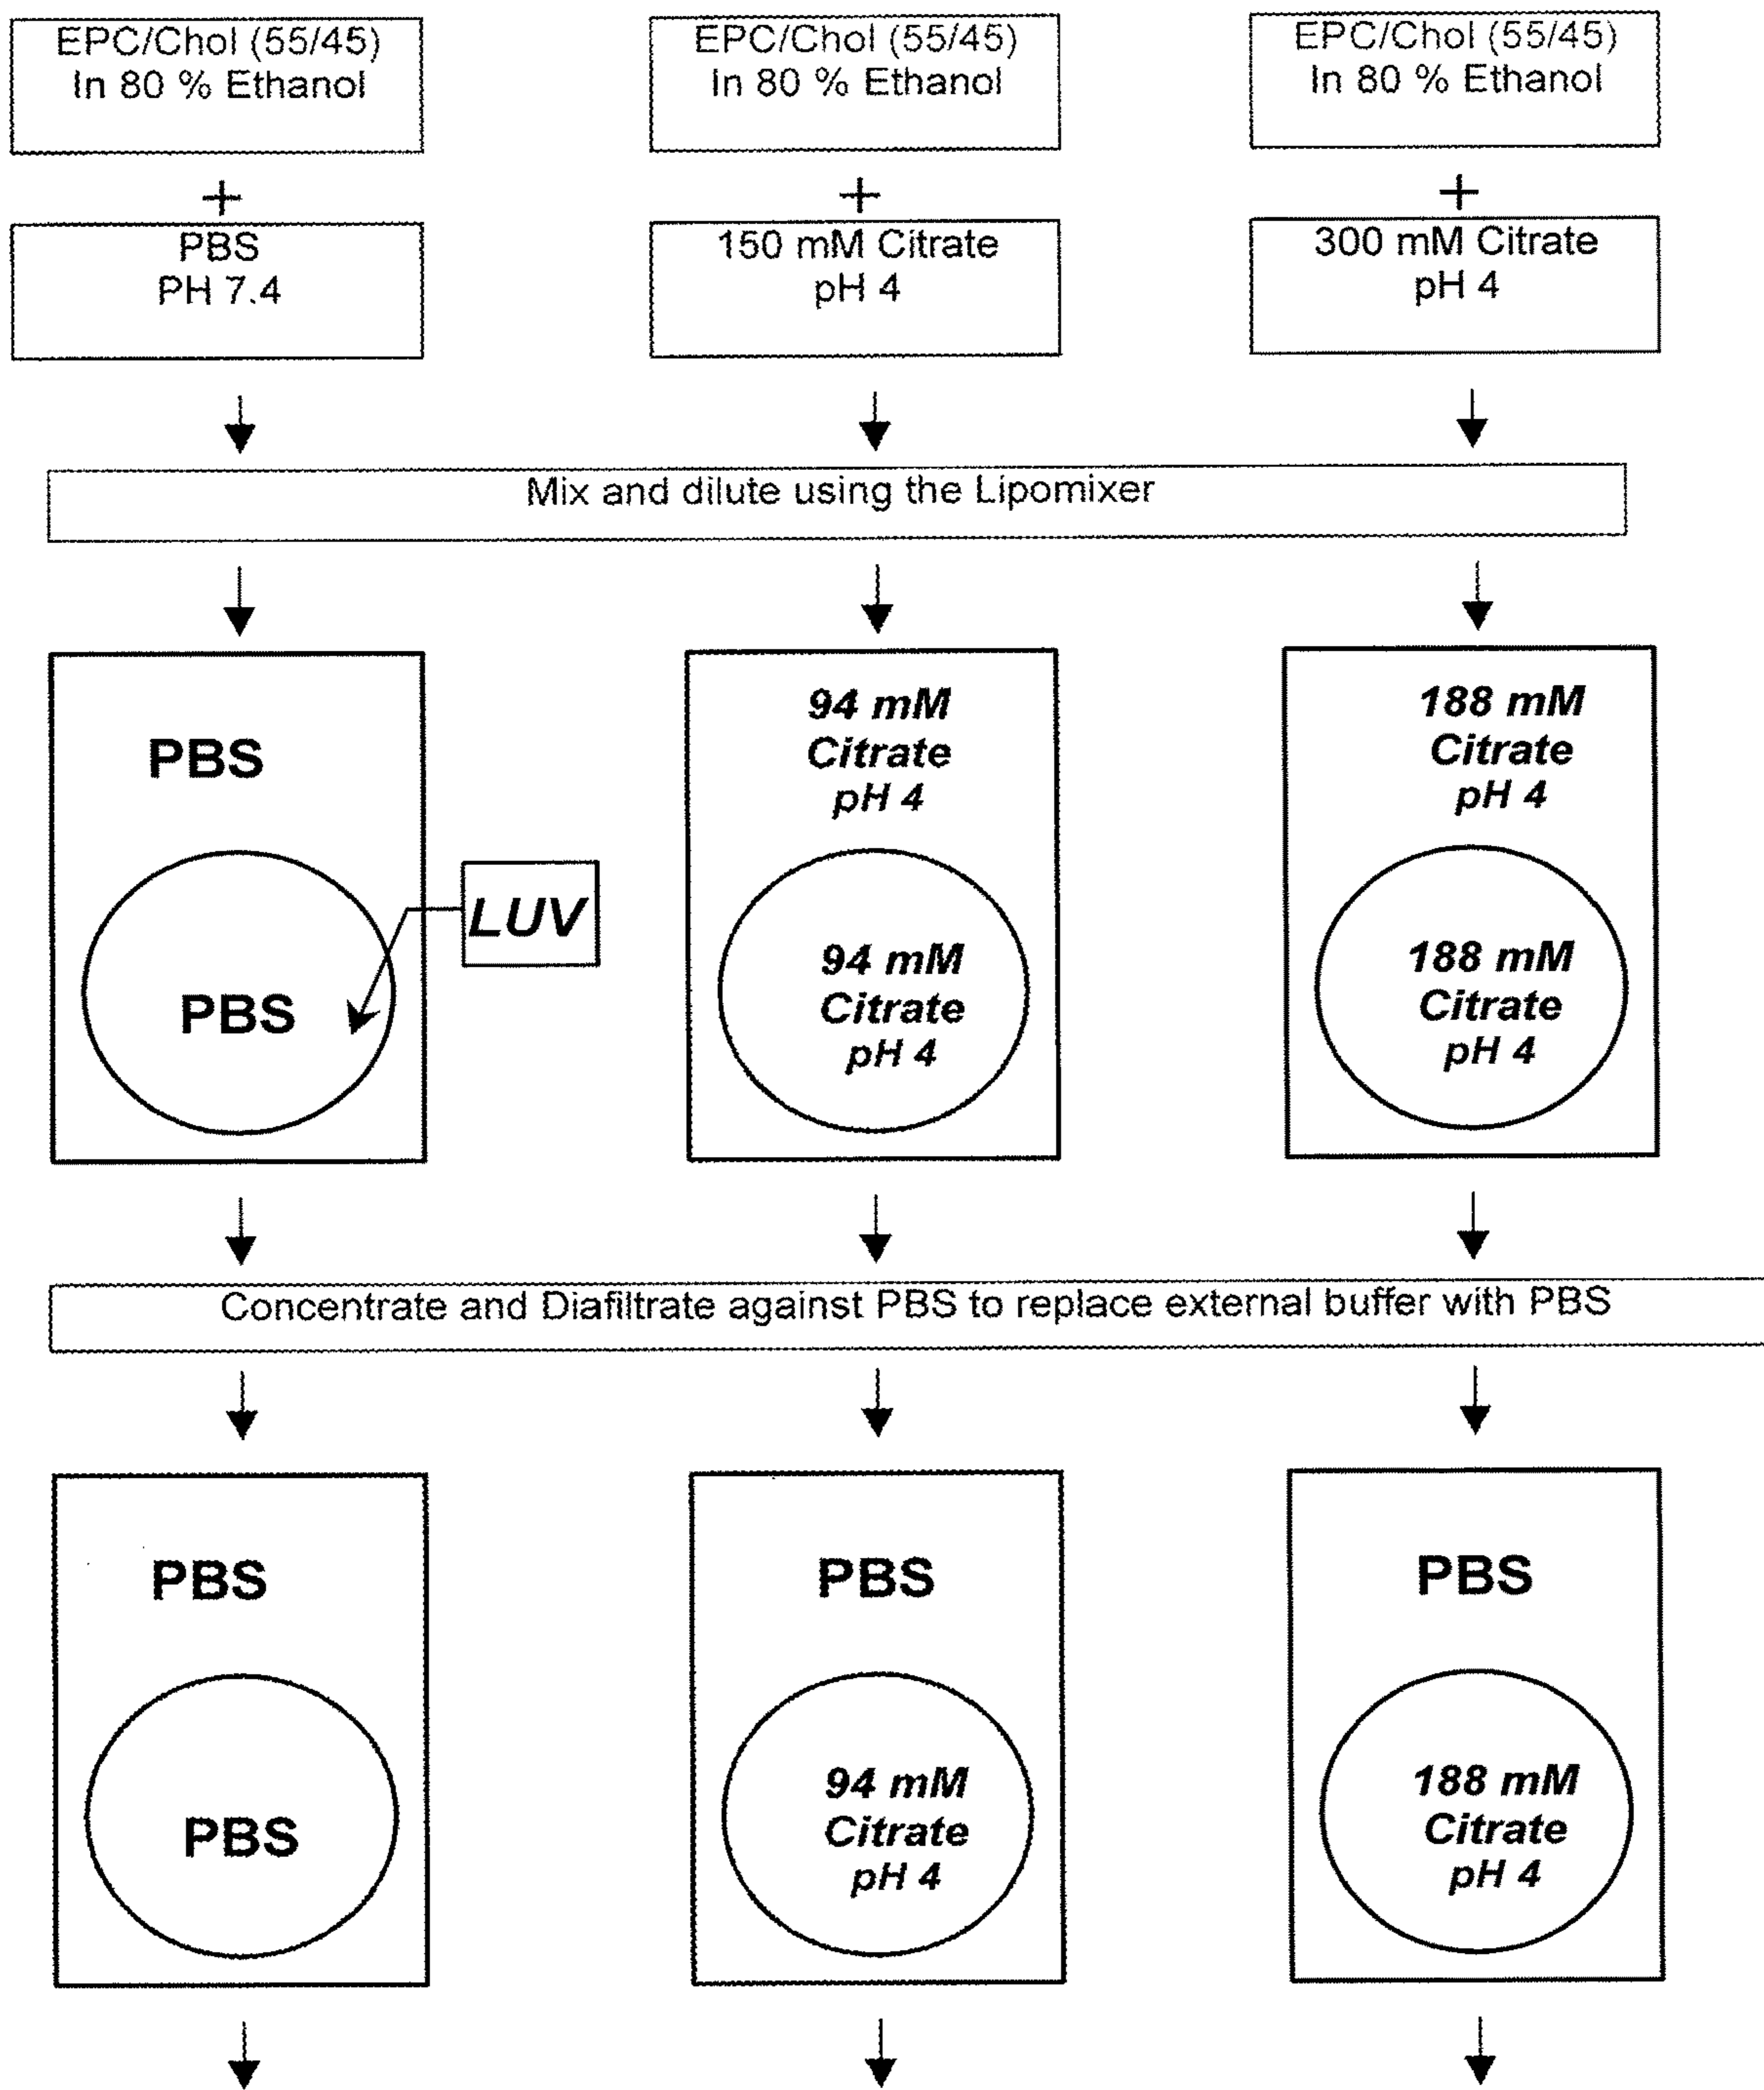 EPC/Chol (55/45)
In 80 % Ethanol
EPC/Chol (55/45)
In 80 % Ethanol
EPC/Chol (55/45)
In 80 % Ethanol
+
+
+
PBS
PH 7.4
150 mM Citrate
pH 4
300 mM Citrate
pH 4
Mix and dilute using the Lipomixer
PBS
94 mM
Citrate
pH 4
188 mM
Citrate
pH 4
LUV
PBS
94 mM
Citrate
pH 4
188 mM
Citrate
pH 4
Concentrate and Diafiltrate against PBS to replace external buffer with PBS
PBS
PBS
PBS
PBS
94 mM
Citrate
pH 4
188 mM
Citrate
pH 4